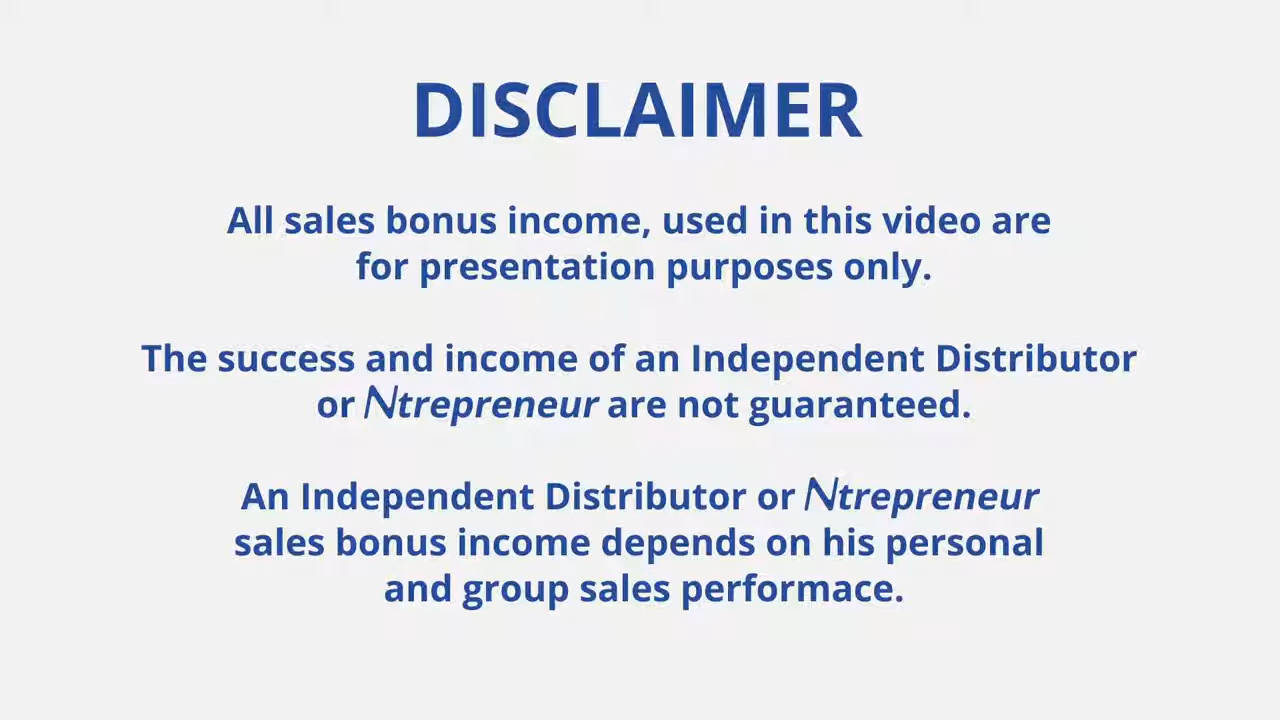 DISCLAIMER
All sales bonus income, used in this video are
for presentation purposes only.
The success and income of an Independent Distributor
or Ntrepreneur are not guaranteed.
An Independent Distributor or Ntrepreneur
sales bonus income depends on his personal
and group sales performace.